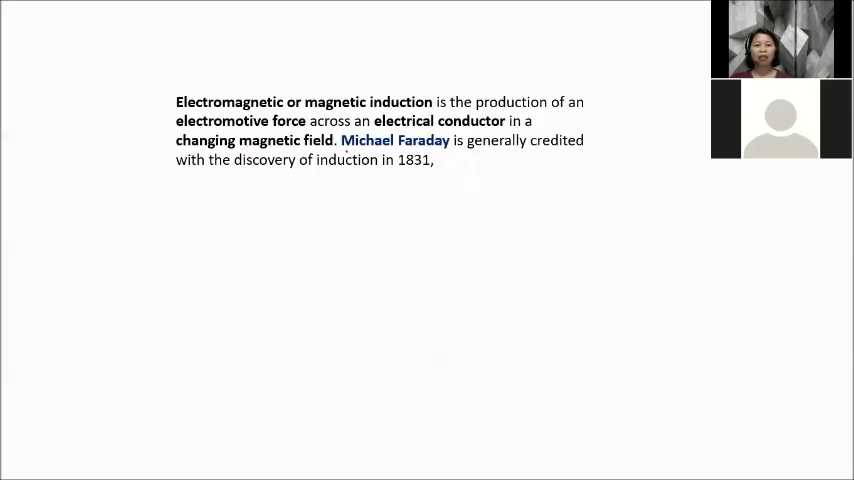 Electromagnetic or magnetic induction is the production of an
electromotive force across an electrical conductor in a
changing magnetic field. Michael Faraday is generally credited
with the discovery of induction in 1831,